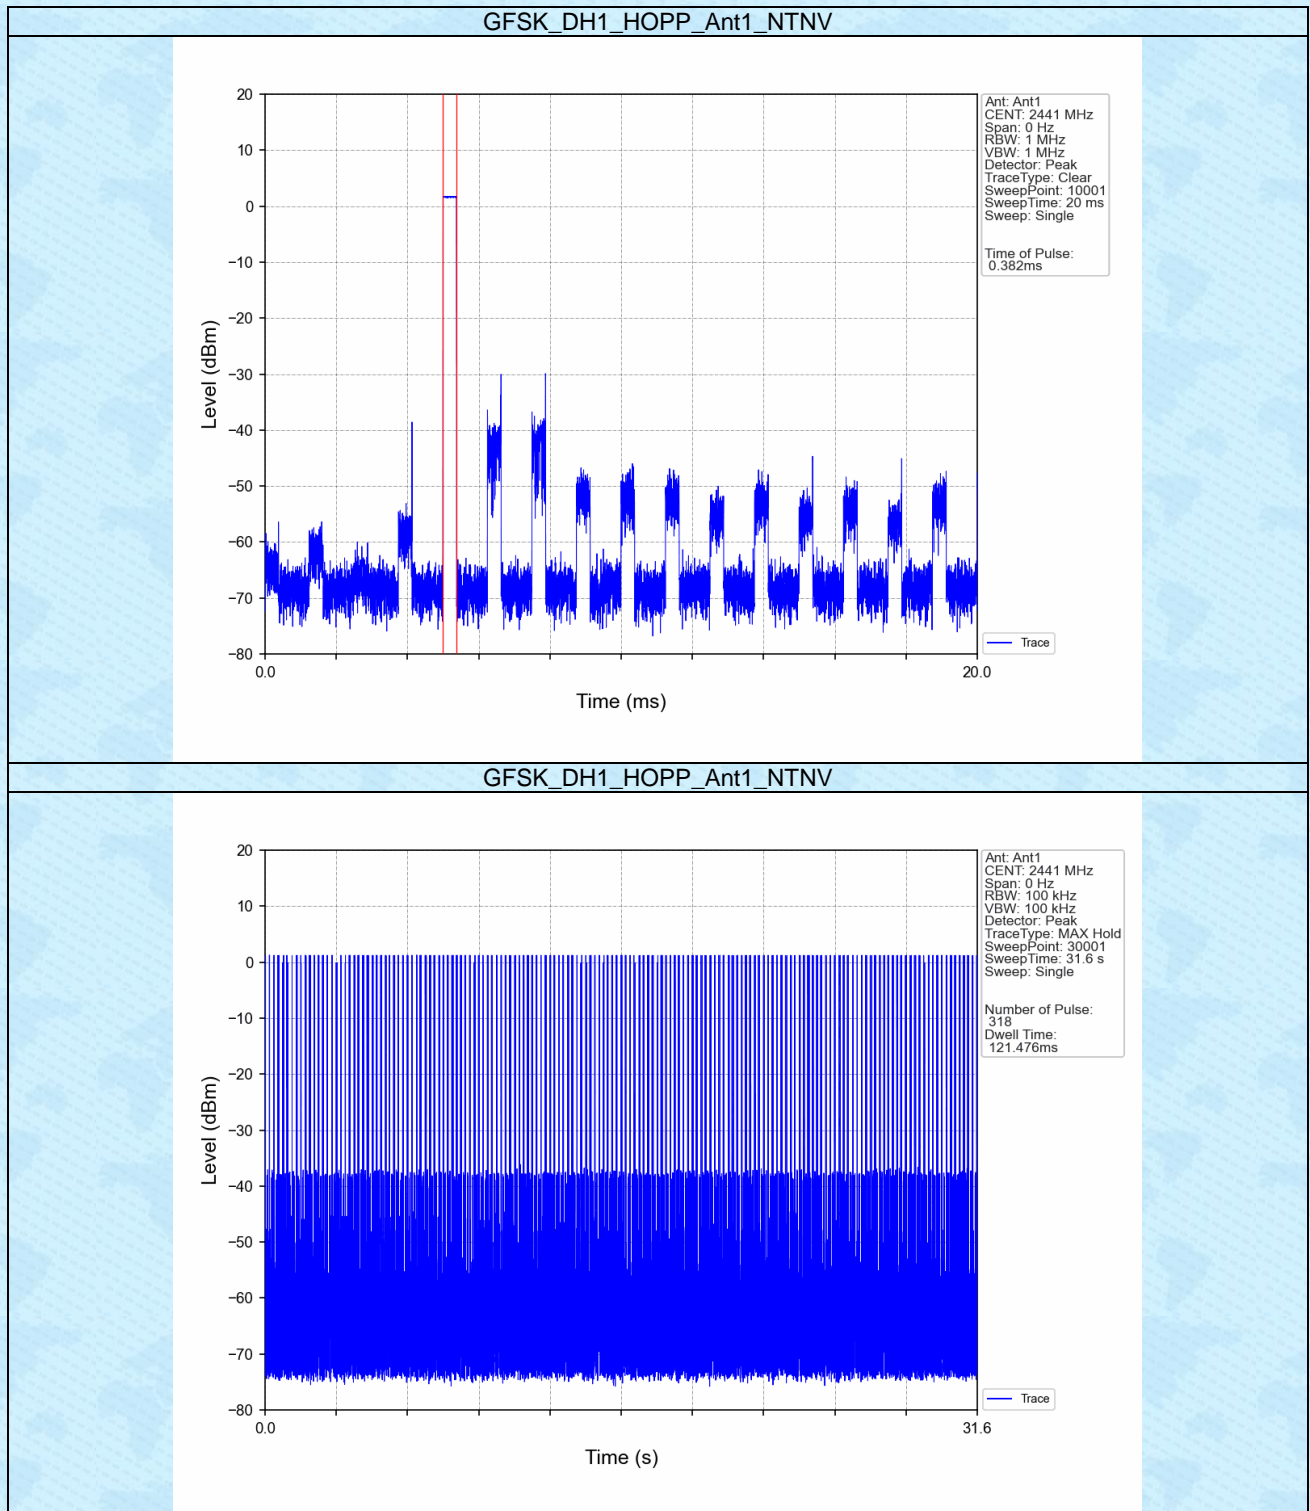 GFSK_DH1_HOPP_Ant1_NTNV
20
10
0
−10
−20
−30
−40
−50
−60
−70
−80
Level (dBm)
0.0
20.0
Time (ms)
Ant: Ant1
CENT: 2441 MHz
Span: 0 Hz
RBW: 1 MHz
VBW: 1 MHz
Detector: Peak
TraceType: Clear
SweepPoint: 10001
SweepTime: 20 ms
Sweep: Single
Time of Pulse:
0.382ms
Trace
GFSK_DH1_HOPP_Ant1_NTNV
20
10
0
−10
−20
−30
−40
−50
−60
−70
−80
Level (dBm)
0.0
31.6
Time (s)
Ant: Ant1
CENT: 2441 MHz
Span: 0 Hz
RBW: 100 kHz
VBW: 100 kHz
Detector: Peak
TraceType: MAX Hold
SweepPoint: 30001
SweepTime: 31.6 s
Sweep: Single
Number of Pulse:
318
Dwell Time:
121.476ms
Trace